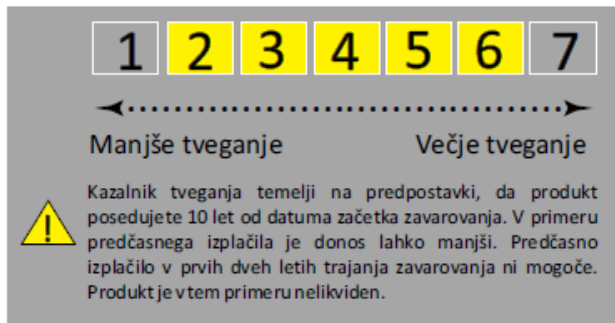 1 2 3 4 5 6 7
Manjše tveganje Večje tveganje
Kazalnik tveganja temelji na predpostavki, da produkt
posedujete 10 let od datuma začetka zavarovanja. V primeru
predčasnega izplačila je donos lahko manjši. Predčasno
izplačilo v prvih dveh letih trajanja zavarovanja ni mogoče.
Produkt je v tem primeru nelikviden.